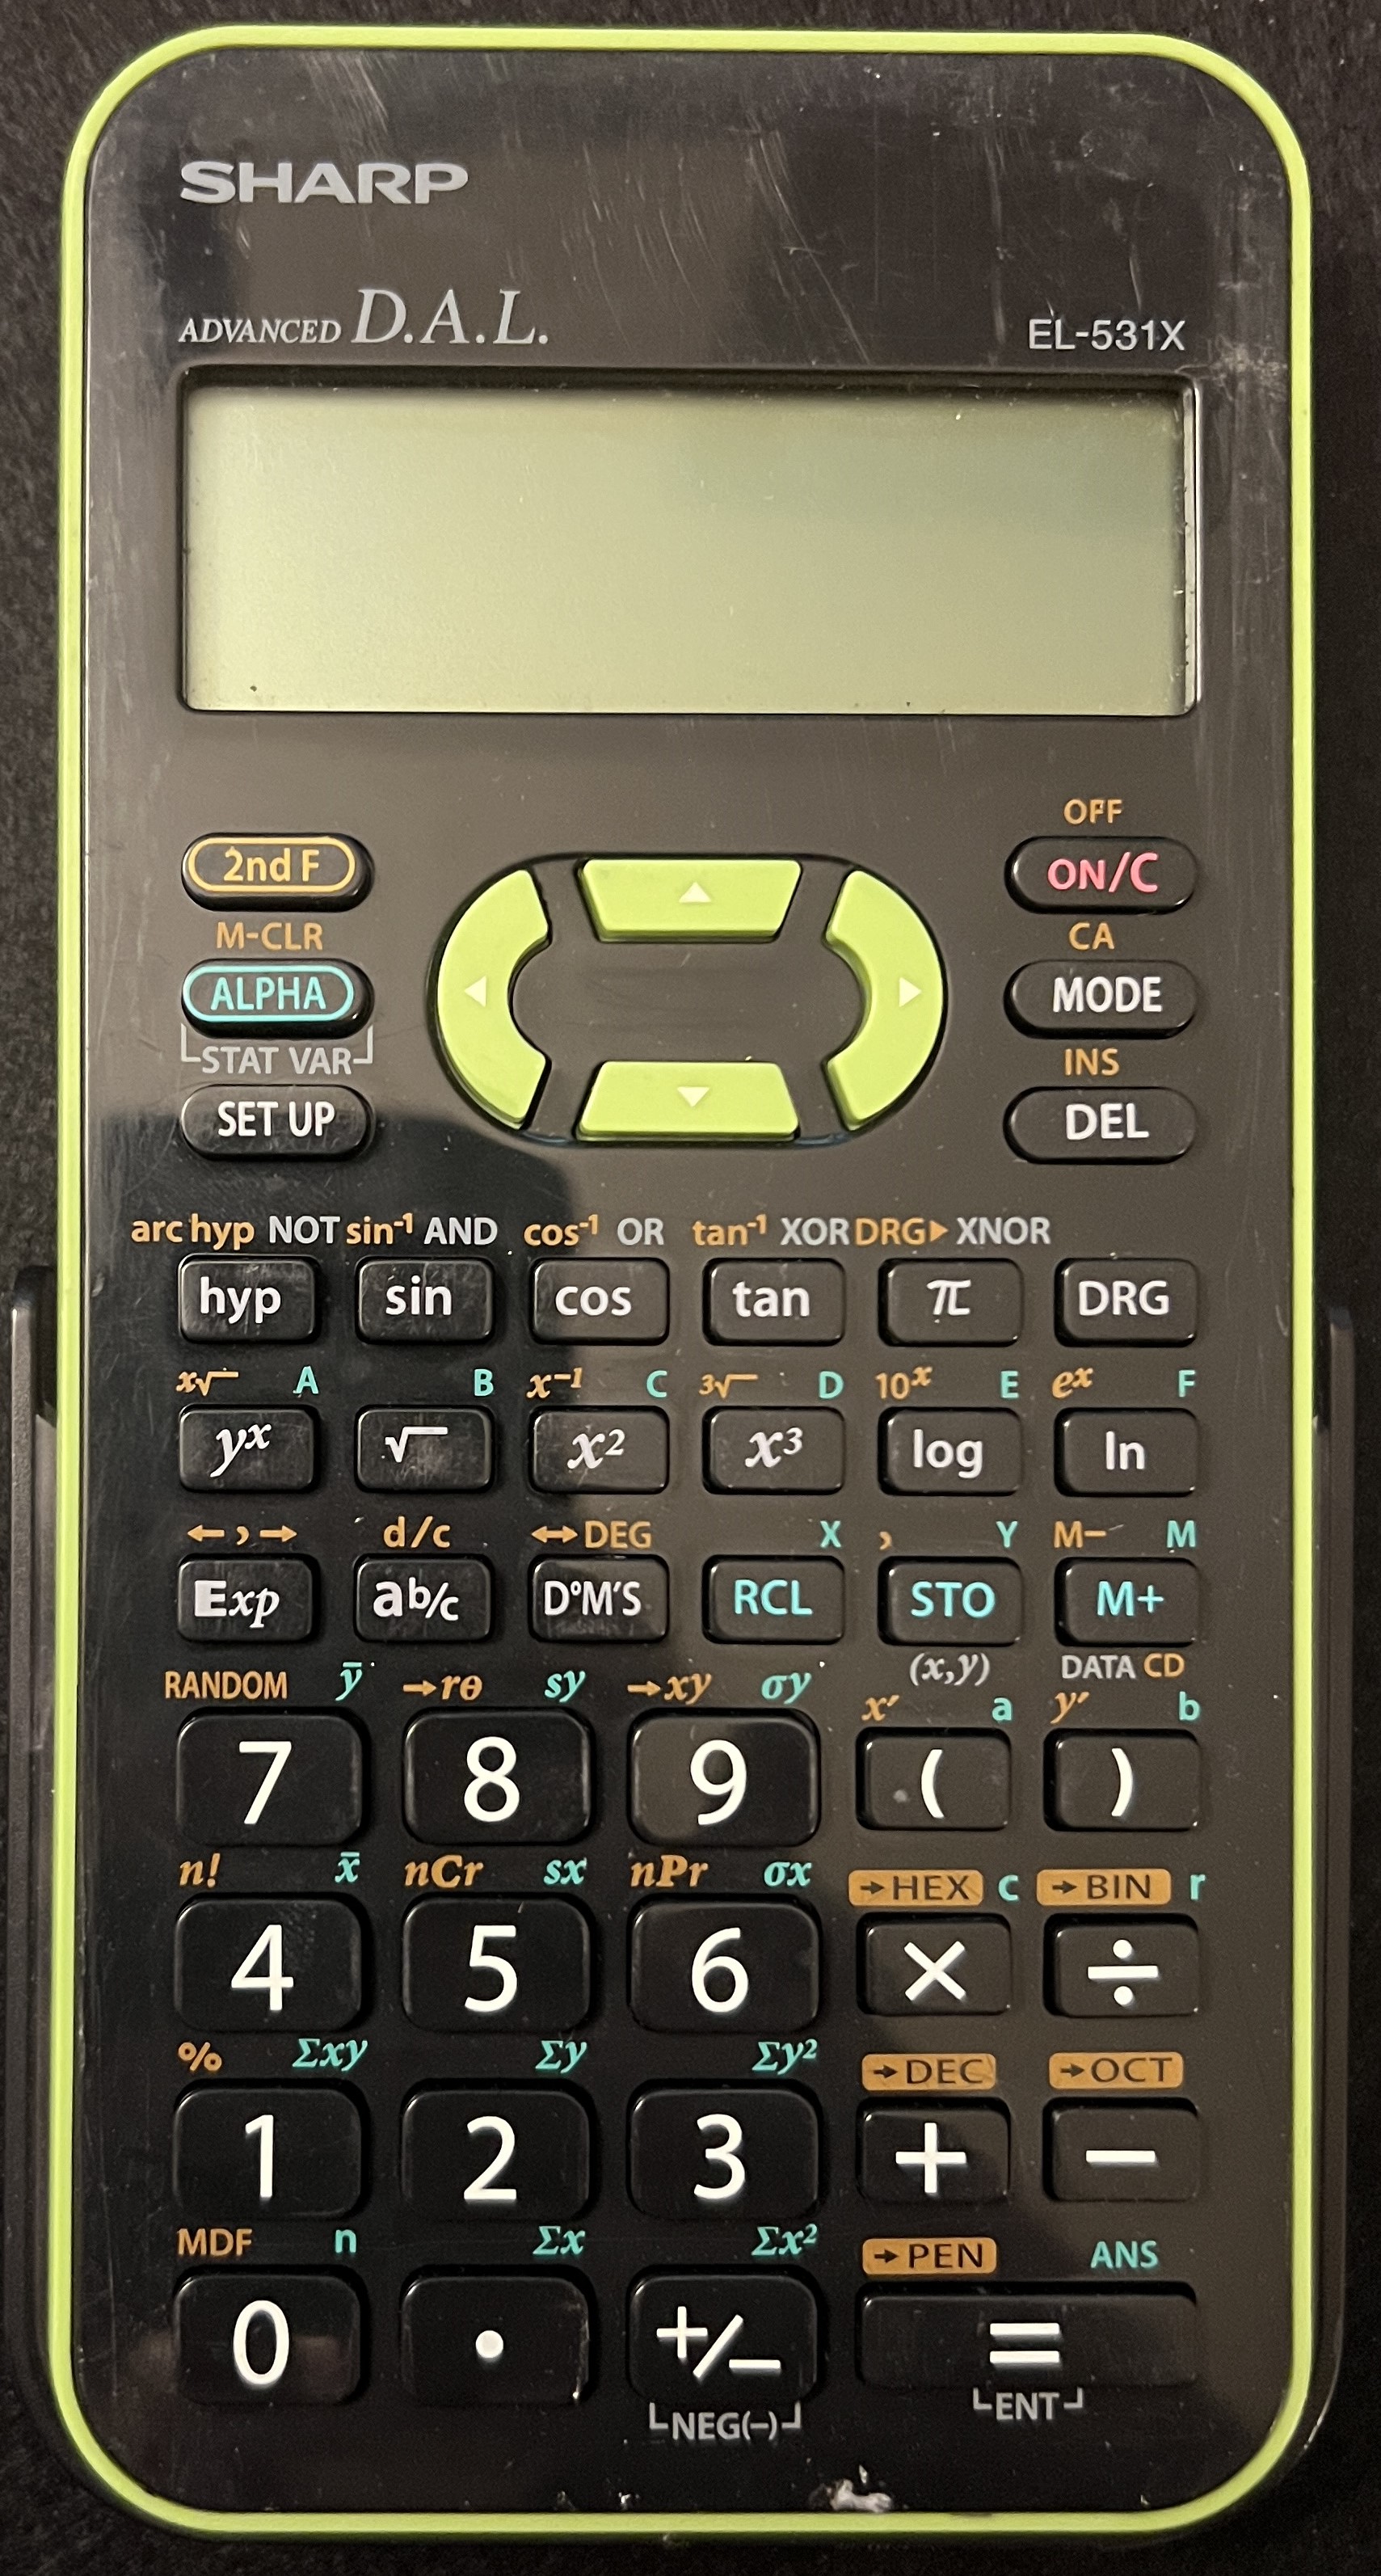 SHARP
ADVANCED D.A.L. EL-531X
OFF
2nd F ON/C
M-CLR CA
ALPHA MODE
STAT VAR INS
SET UP DEL
arc hyp NOT sin⁻¹ AND cos⁻¹ OR tan⁻¹ XOR DRG▶ XNOR
hyp sin cos tan π DRG
ˣ√ A B x⁻¹ C ³√ D 10ˣ E eˣ F
yˣ √ x² x³ log ln
←,→ d/c ↔DEG X , Y M− M
Exp ab/c D°M'S RCL STO M+
(x,y) DATA CD
RANDOM ȳ →rθ sy →xy σy x′ a y′ b
7 8 9 ( )
n! x̄ nCr sx nPr σx →HEX c →BIN r
4 5 6 × ÷
% Σxy Σy Σy² →DEC →OCT
1 2 3 + −
MDF n Σx Σx² →PEN ANS
0 • +/− =
NEG(−) ENT